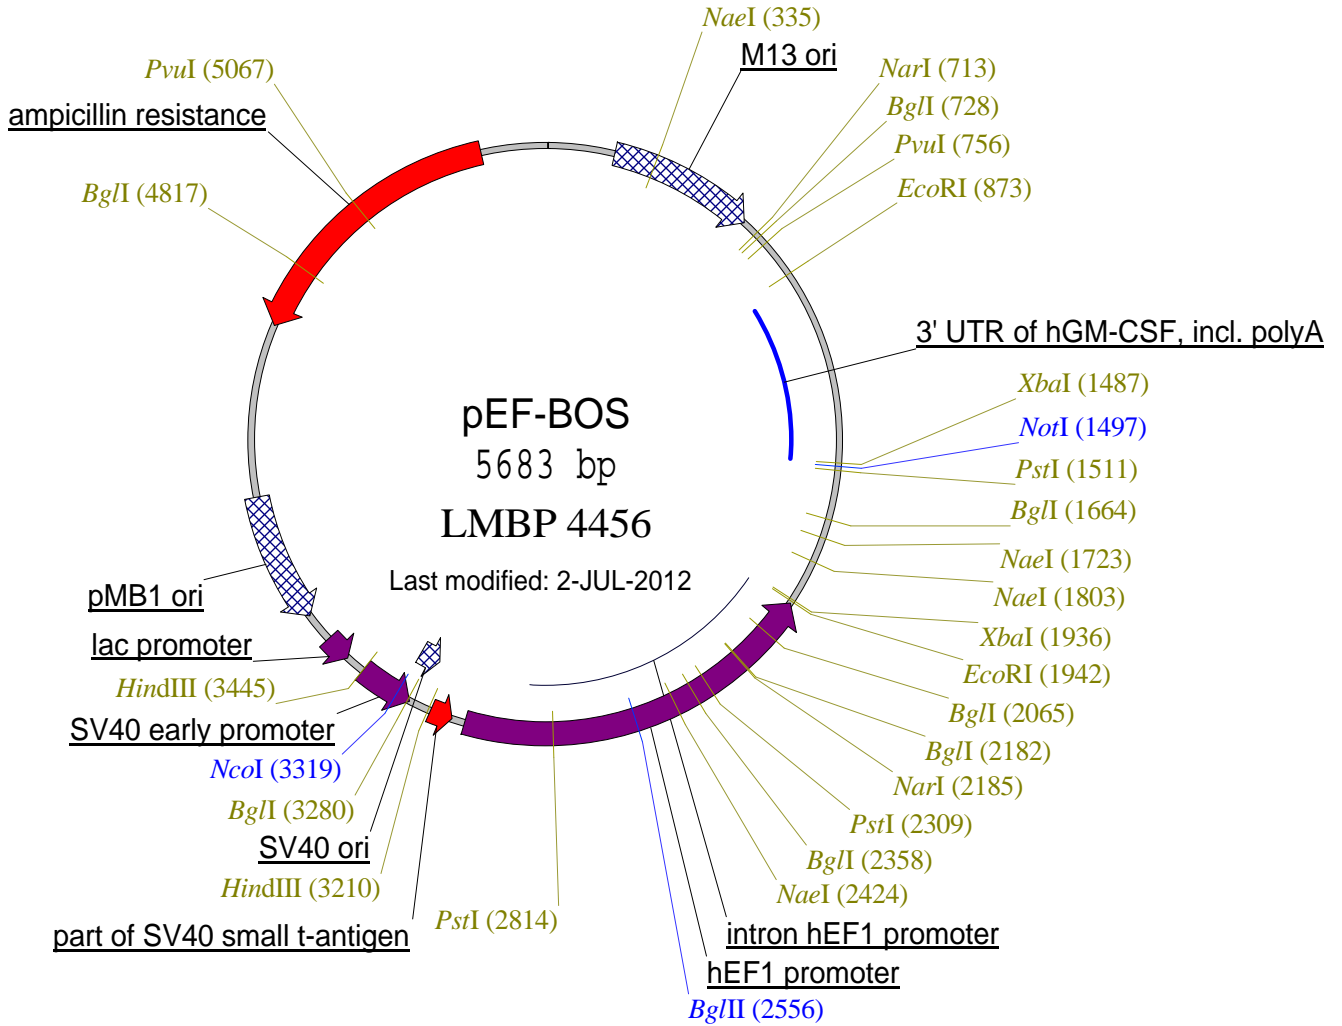 NaeI (335)
M13 ori
PvuI (5067)
NarI (713)
ampicillin resistance
BglI (728)
PvuI (756)
BglI (4817)
EcoRI (873)
3' UTR of hGM-CSF, incl. polyA
XbaI (1487)
pEF-BOS
NotI (1497)
5683 bp
PstI (1511)
LMBP 4456
BglI (1664)
NaeI (1723)
Last modified: 2-JUL-2012
pMB1 ori
NaeI (1803)
lac promoter
XbaI (1936)
HindIII (3445)
EcoRI (1942)
SV40 early promoter
BglI (2065)
NcoI (3319)
BglI (2182)
BglI (3280)
NarI (2185)
SV40 ori
PstI (2309)
HindIII (3210)
BglI (2358)
PstI (2814)
NaeI (2424)
part of SV40 small t-antigen
intron hEF1 promoter
hEF1 promoter
BglII (2556)